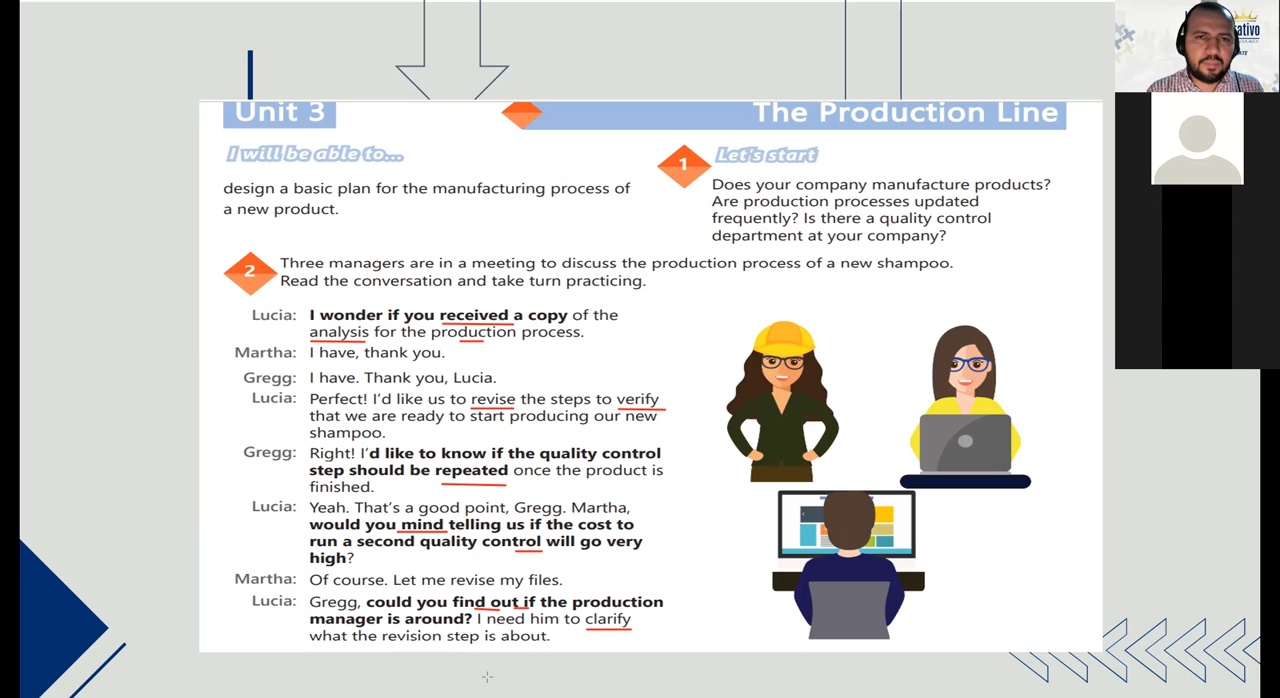 Unit 3
The Production Line
I will be able to...
design a basic plan for the manufacturing process of
a new product.
1
Let's start
Does your company manufacture products?
Are production processes updated
frequently? Is there a quality control
department at your company?
2
Three managers are in a meeting to discuss the production process of a new shampoo.
Read the conversation and take turn practicing.
Lucia: I wonder if you received a copy of the
analysis for the production process.
Martha: I have, thank you.
Gregg: I have. Thank you, Lucia.
Lucia: Perfect! I'd like us to revise the steps to verify
that we are ready to start producing our new
shampoo.
Gregg: Right! I'd like to know if the quality control
step should be repeated once the product is
finished.
Lucia: Yeah. That's a good point, Gregg. Martha,
would you mind telling us if the cost to
run a second quality control will go very
high?
Martha: Of course. Let me revise my files.
Lucia: Gregg, could you find out if the production
manager is around? I need him to clarify
what the revision step is about.